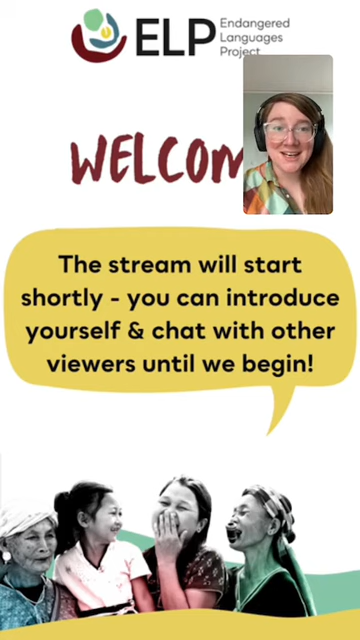 ELP
Endangered
Languages
Project
WELCOM
The stream will start
shortly - you can introduce
yourself & chat with other
viewers until we begin!